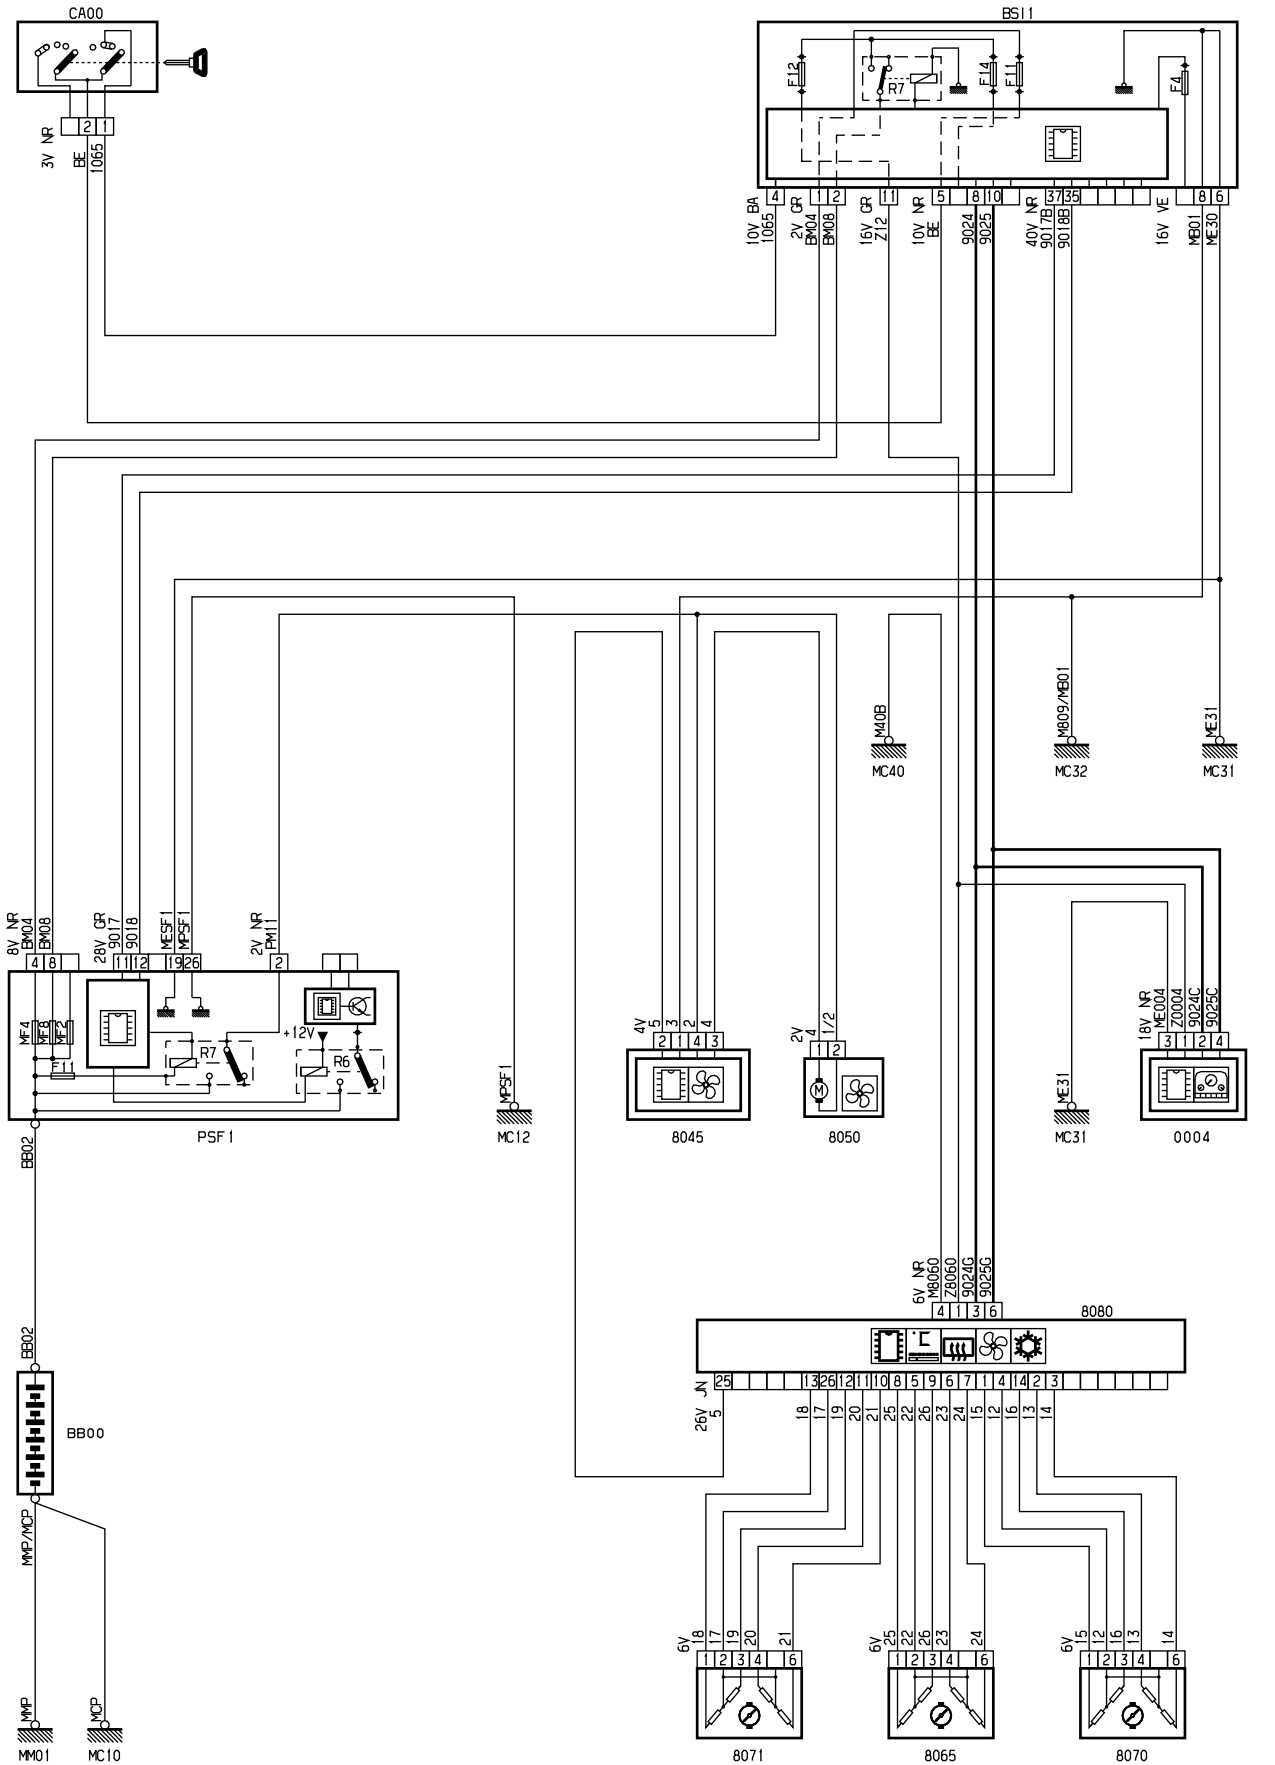 CA00
BSI1
F12
R7
F14
F11
F4
2 1
3V NR
BE
1065
4 1 2 11 5 8 10 37 35 8 6
10V BA
1065
2V GR
BM04
BM08
16V GR
Z12
10V NR
BE
9024
9025
40V NR
9017B
9018B
16V VE
MB01
ME30
M40B
MC40
M809/MB01
MC32
ME31
MC31
8V NR
BM04
BM08
28V GR
9017
9018
MESF1
MPSF1
2V NR
PM11
4 8 11 12 19 26 2
MF4
MF8
MF2
F11
R7
+12V
R6
PSF1
MPSF1
MC12
4V
5
3
2
4
2 1 4 3
8045
2V
4
1/2
1 2
M
8050
ME31
MC31
18V NR
ME004
Z0004
9024C
9025C
3 1 2 4
0004
BB02
BB02
BB00
MMP/MCP
MMP
MCP
MM01
MC10
6V NR
M8060
Z8060
9024G
9025G
4 1 3 6
8080
°C
25 13 26 12 11 10 8 5 9 6 7 1 4 14 2 3
26V JN
5
18
17
19
20
21
25
22
26
23
24
15
12
16
13
14
6V
18
17
19
20
21
1 2 3 4 6
8071
6V
25
22
26
23
24
1 2 3 4 6
8065
6V
15
12
16
13
14
1 2 3 4 6
8070